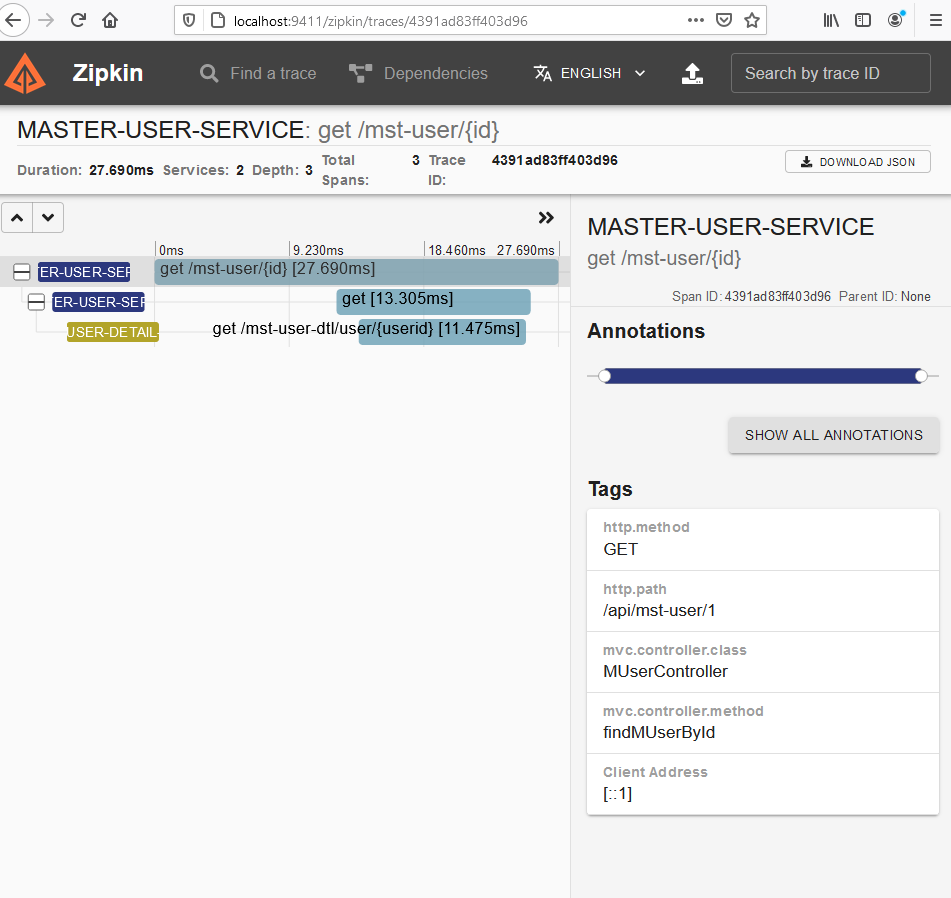 localhost:9411/zipkin/traces/4391ad83ff403d96
Zipkin
Find a trace
Dependencies
ENGLISH
Search by trace ID
MASTER-USER-SERVICE: get /mst-user/{id}
Duration: 27.690ms Services: 2 Depth: 3 Total Spans: 3 Trace ID: 4391ad83ff403d96
DOWNLOAD JSON
0ms 9.230ms 18.460ms 27.690ms
TER-USER-SER get /mst-user/{id} [27.690ms]
TER-USER-SER get [13.305ms]
USER-DETAIL- get /mst-user-dtl/user/{userid} [11.475ms]
MASTER-USER-SERVICE
get /mst-user/{id}
Span ID: 4391ad83ff403d96 Parent ID: None
Annotations
SHOW ALL ANNOTATIONS
Tags
http.method
GET
http.path
/api/mst-user/1
mvc.controller.class
MUserController
mvc.controller.method
findMUserById
Client Address
[::1]